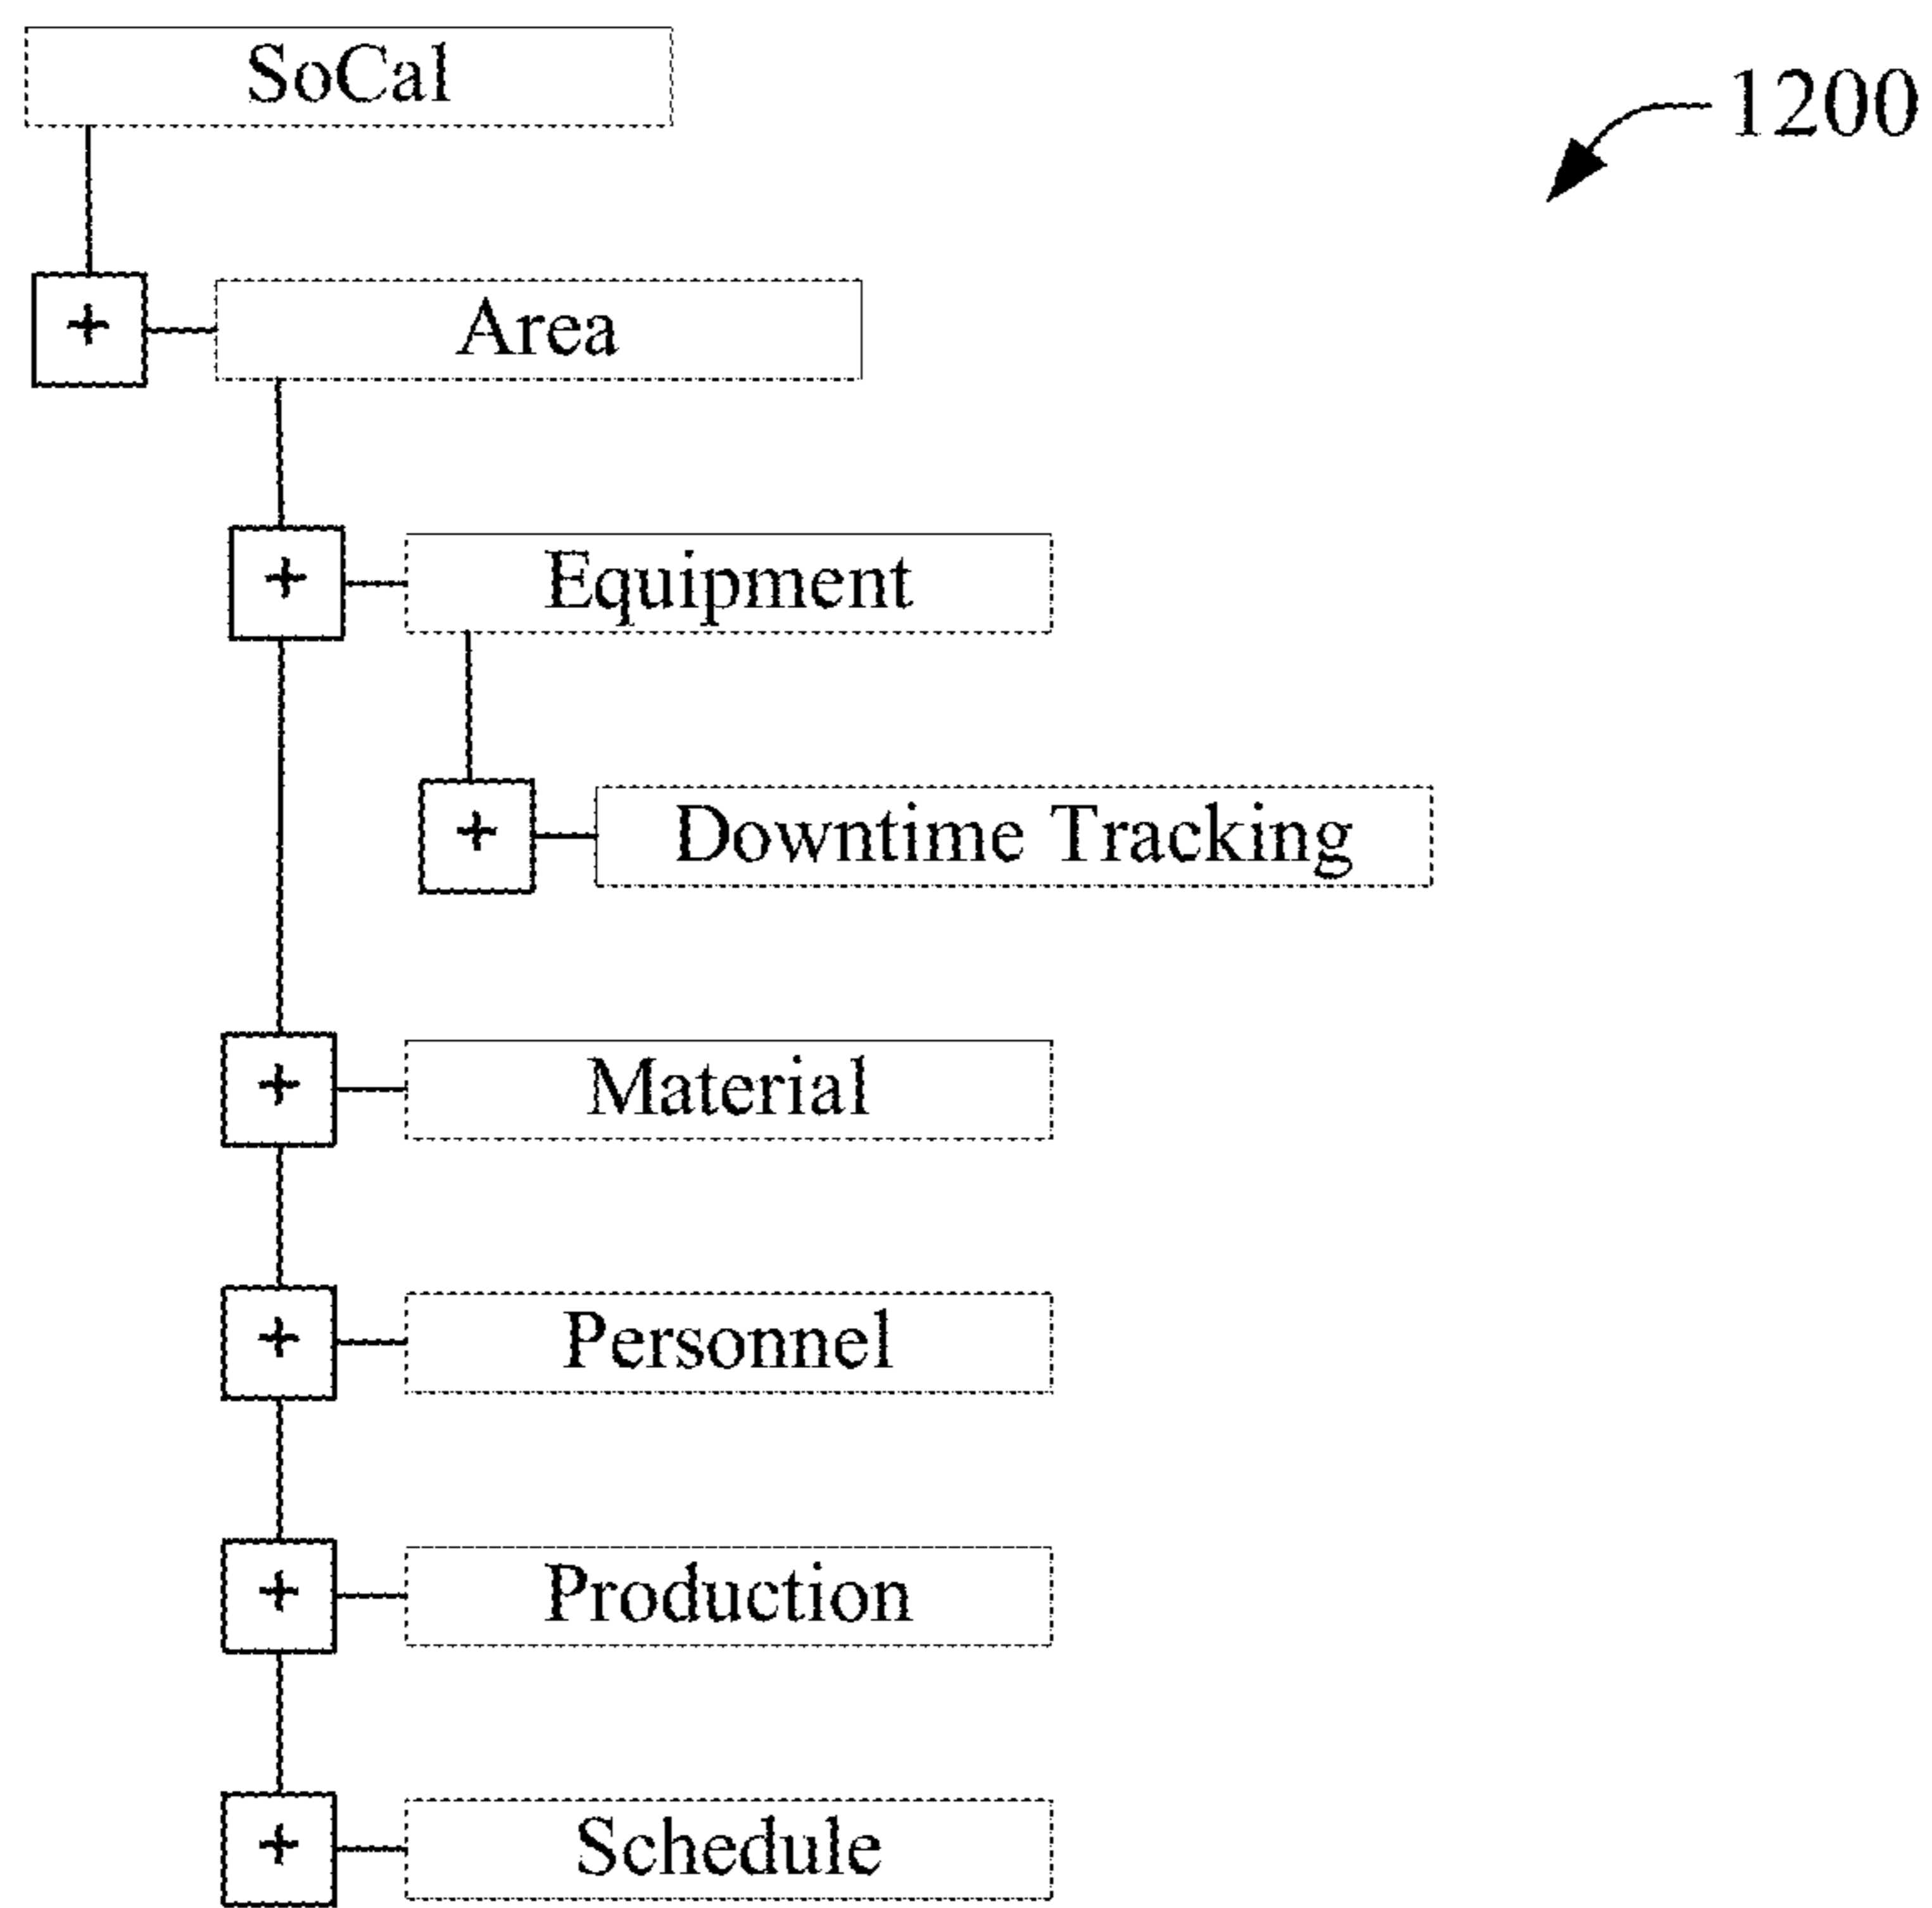 SoCal
1200
+ Area
+ Equipment
+ Downtime Tracking
+ Material
+ Personnel
+ Production
+ Schedule